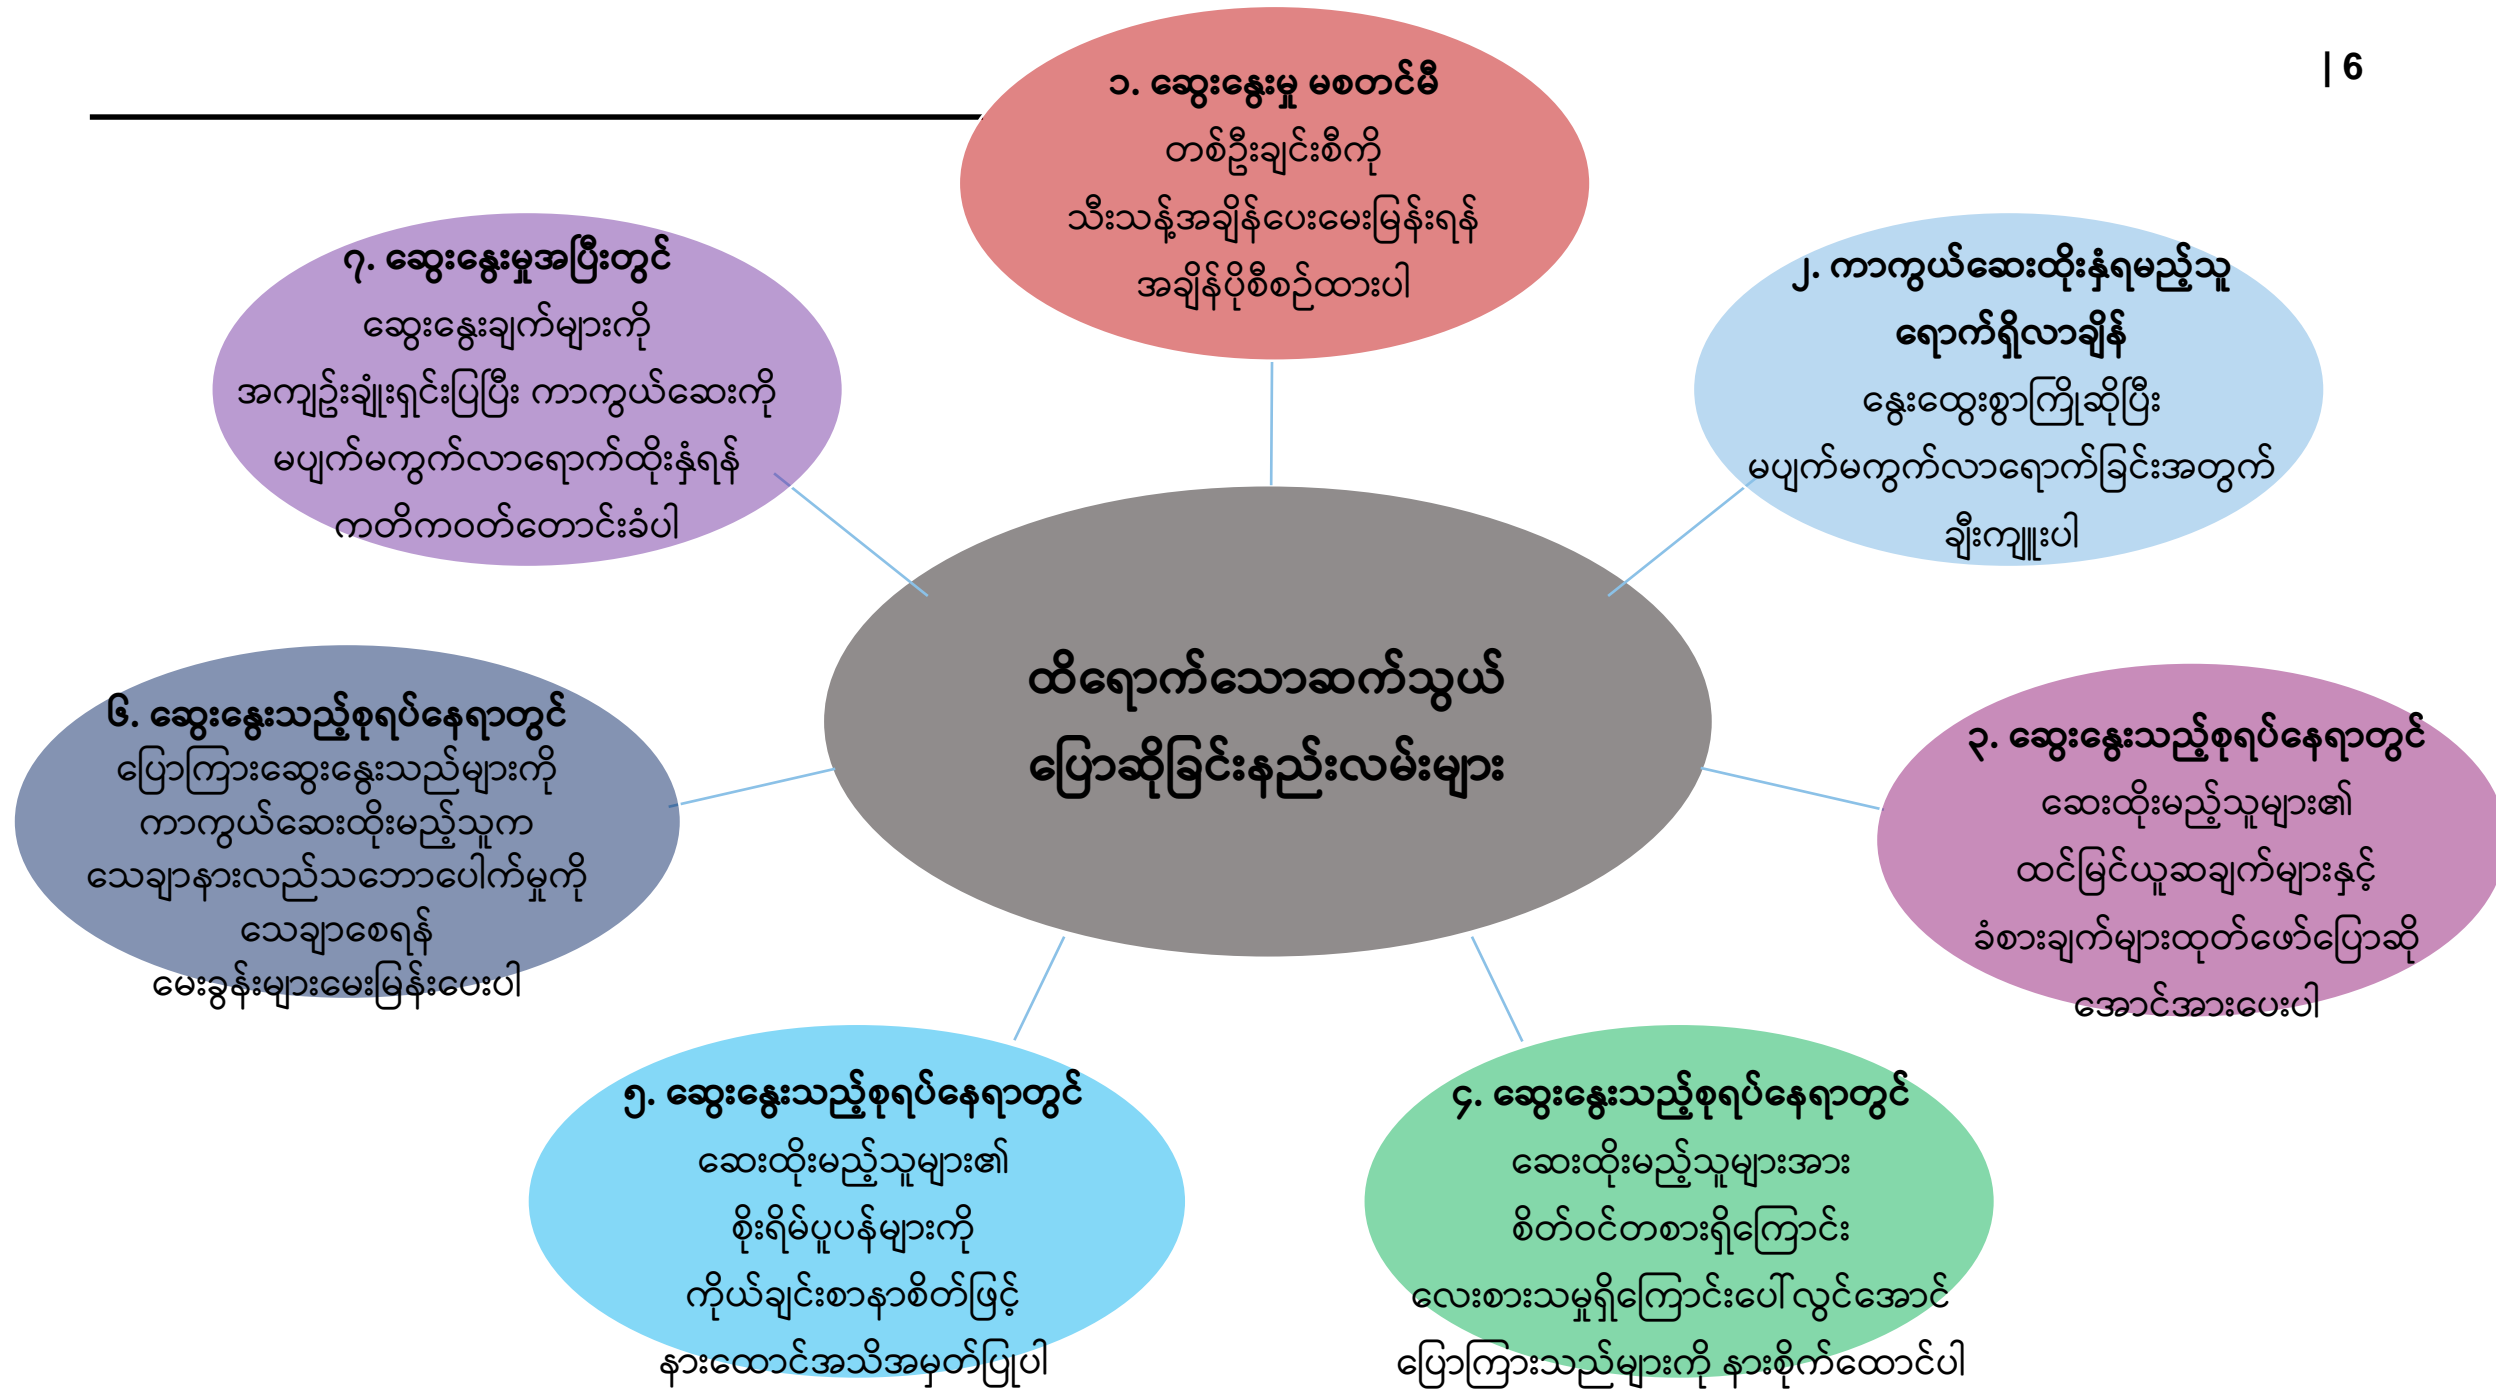 | 6
၁. ဆွေးနွေးမှု မစတင်မီ
တစ်ဦးချင်းစီကို
သီးသန့်အချိန်ပေးမေးမြန်းရန်
အချိန်ပိုစီစဉ်ထားပါ
၂. ကာကွယ်ဆေးထိုးနှံရမည့်သူ
ရောက်ရှိလာချိန်
နွေးထွေးစွာကြိုဆိုပြီး
မပျက်မကွက်လာရောက်ခြင်းအတွက်
ချီးကျူးပါ
၃. ဆွေးနွေးသည့်စုရပ်နေရာတွင်
ဆေးထိုးမည့်သူများ၏
ထင်မြင်ယူဆချက်များနှင့်
ခံစားချက်များထုတ်ဖော်ပြောဆို
အောင်အားပေးပါ
၄. ဆွေးနွေးသည့်စုရပ်နေရာတွင်
ဆေးထိုးမည့်သူများအား
စိတ်ဝင်တစားရှိကြောင်း
လေးစားသမှုရှိကြောင်းပေါ်လွင်အောင်
ပြောကြားသည်များကို နားစိုက်ထောင်ပါ
၅. ဆွေးနွေးသည့်စုရပ်နေရာတွင်
ဆေးထိုးမည့်သူများ၏
စိုးရိမ်ပူပန်များကို
ကိုယ်ချင်းစာနာစိတ်ဖြင့်
နားထောင်အသိအမှတ်ပြုပါ
၆. ဆွေးနွေးသည့်စုရပ်နေရာတွင်
ပြောကြားဆွေးနွေးသည်များကို
ကာကွယ်ဆေးထိုးမည့်သူက
သေချာနားလည်သဘောပေါက်မှုကို
သေချာစေရန်
မေးခွန်းများမေးမြန်းပေးပါ
၇. ဆွေးနွေးမှုအပြီးတွင်
ဆွေးနွေးချက်များကို
အကျဉ်းချုံးရှင်းပြပြီး ကာကွယ်ဆေးကို
မပျက်မကွက်လာရောက်ထိုးနှံရန်
ကတိကဝတ်တောင်းခံပါ
ထိရောက်သောဆက်သွယ်
ပြောဆိုခြင်းနည်းလမ်းများ